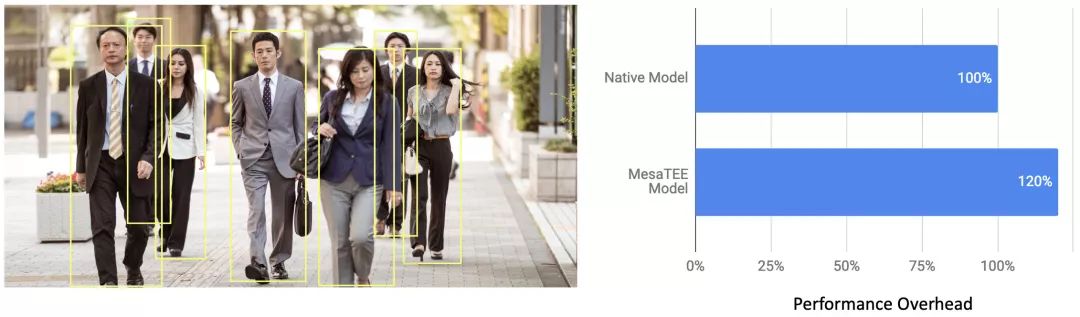 Native Model
100%
MesaTEE
Model
120%
0%
25%
50%
75%
100%
Performance Overhead